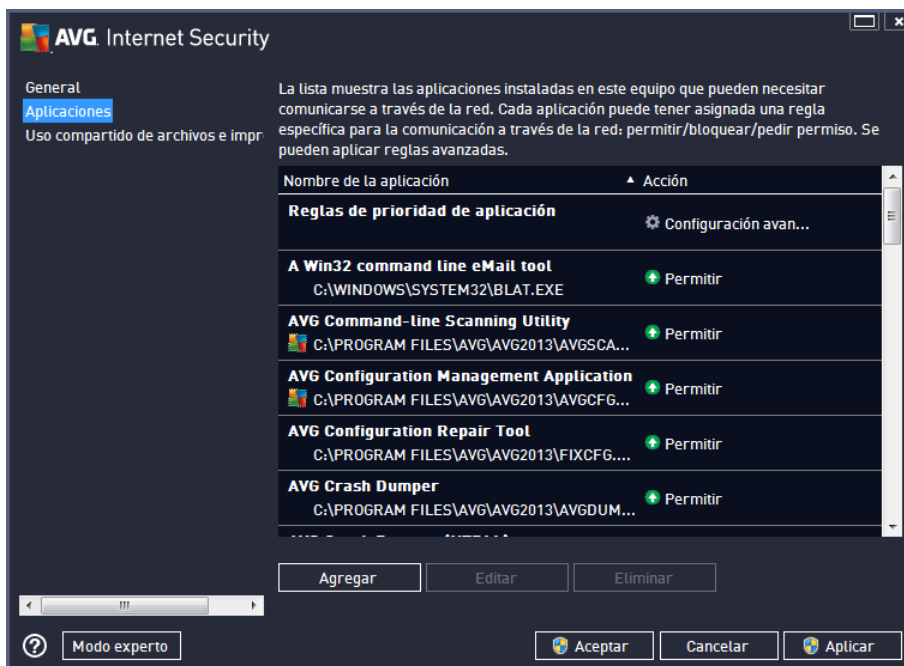 AVG. Internet Security
General
Aplicaciones
Uso compartido de archivos e impr
La lista muestra las aplicaciones instaladas en este equipo que pueden necesitar
comunicarse a través de la red. Cada aplicación puede tener asignada una regla
específica para la comunicación a través de la red: permitir/bloquear/pedir permiso. Se
pueden aplicar reglas avanzadas.
Nombre de la aplicación Acción
Reglas de prioridad de aplicación
Configuración avan...
A Win32 command line eMail tool
C:\WINDOWS\SYSTEM32\BLAT.EXE
Permitir
AVG Command-line Scanning Utility
C:\PROGRAM FILES\AVG\AVG2013\AVGSCA...
Permitir
AVG Configuration Management Application
C:\PROGRAM FILES\AVG\AVG2013\AVGCFG...
Permitir
AVG Configuration Repair Tool
C:\PROGRAM FILES\AVG\AVG2013\FIXCFG....
Permitir
AVG Crash Dumper
C:\PROGRAM FILES\AVG\AVG2013\AVGDUM...
Permitir
Agregar Editar Eliminar
Modo experto Aceptar Cancelar Aplicar